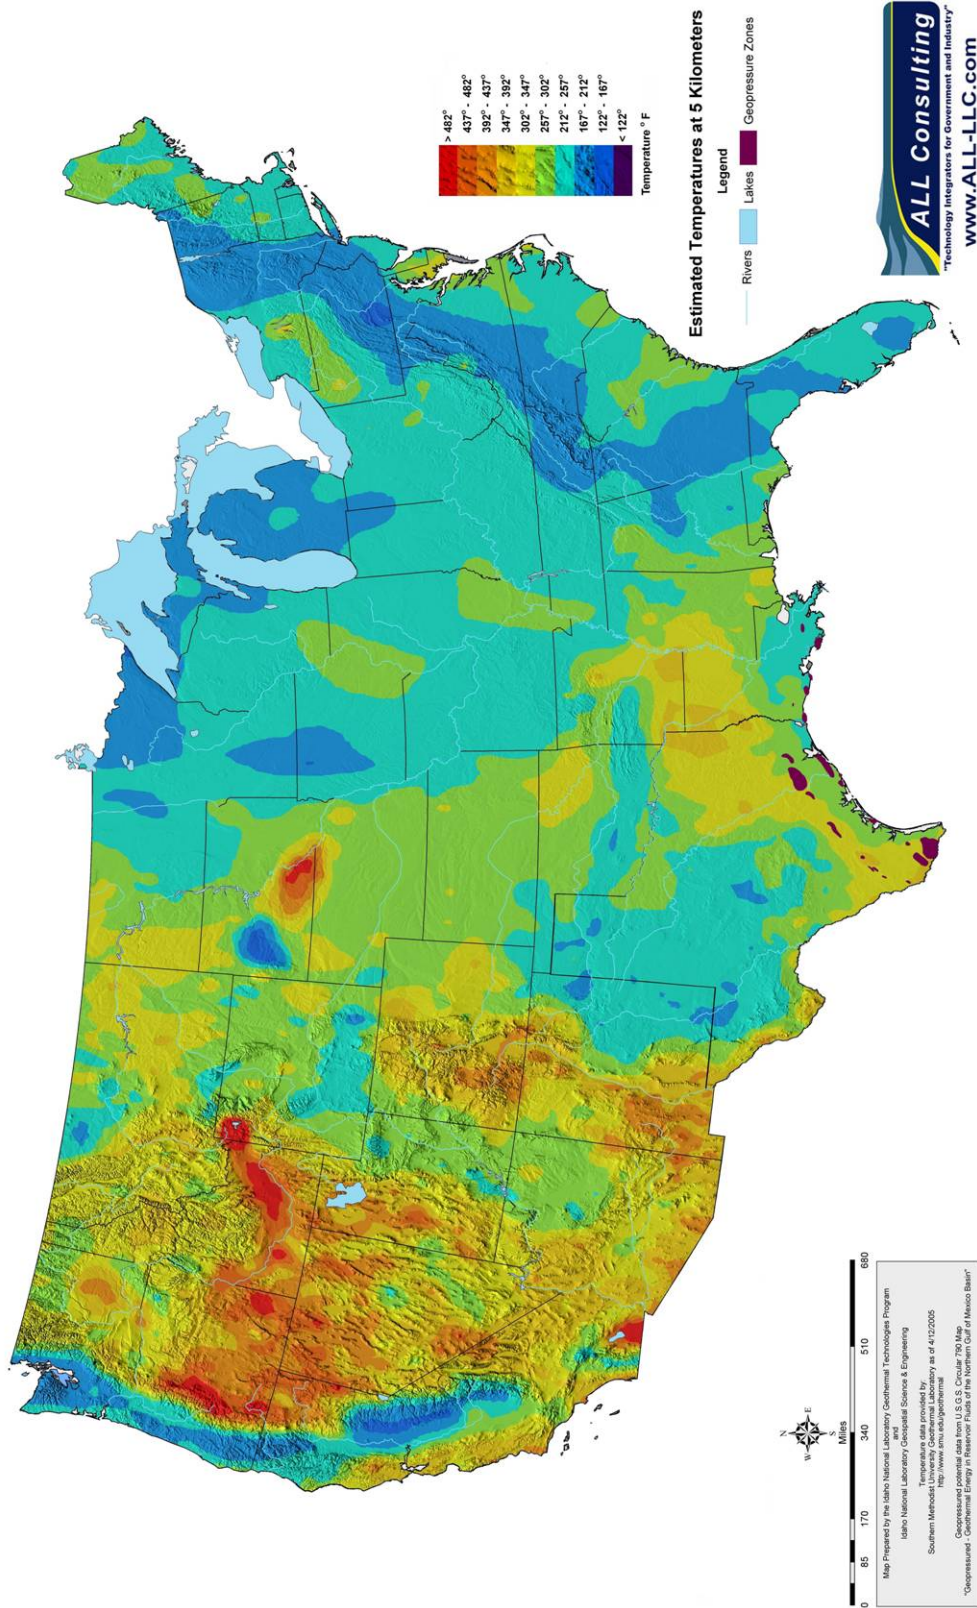 > 482°
437° - 482°
392° - 437°
347° - 392°
302° - 347°
257° - 302°
212° - 257°
167° - 212°
122° - 167°
< 122°
Temperature ° F
Estimated Temperatures at 5 Kilometers
Legend
Rivers Lakes Geopressure Zones
N
W E
S
Miles
0 85 170 340 510 680
Map Prepared by the Idaho National Laboratory Geothermal Technologies Program
and
Idaho National Laboratory Geospatial Science & Engineering
Temperature data provided by:
Southern Methodist University Geothermal Laboratory as of 4/12/2005
http://www.smu.edu/geothermal
Geopressured potential data from U.S.G.S. Circular 790 Map
"Geopressured - Geothermal Energy in Reservoir Fluids of the Northern Gulf of Mexico Basin"
ALL Consulting
"Technology Integrators for Government and Industry"
www.ALL-LLC.com